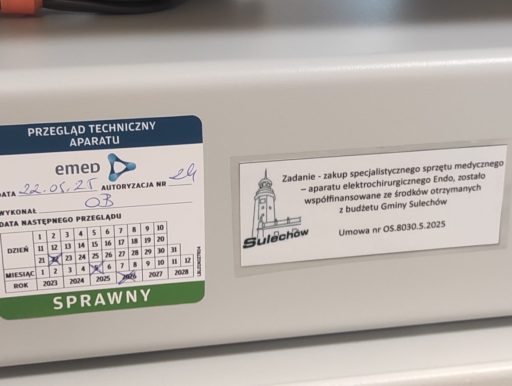 PRZEGLĄD TECHNICZNY
APARATU
emed
DATA 22.05.25 AUTORYZACJA NR 24
WYKONAŁ OB
DATA NASTĘPNEGO PRZEGLĄDU
DZIEŃ
1 2 3 4 5 6 7 8 9 10
11 12 13 14 15 16 17 18 19 20
21 23 24 25 26 27 28 29 30 31
MIESIĄC 1 2 3 4 6 7 8 9 10 11 12
ROK 2023 2024 2025 2026 2027 2028
SPRAWNY
Zadanie - zakup specjalistycznego sprzętu medycznego
– aparatu elektrochirurgicznego Endo, zostało
współfinansowane ze środków otrzymanych
z budżetu Gminy Sulechów
Umowa nr OS.8030.5.2025
Sulechów